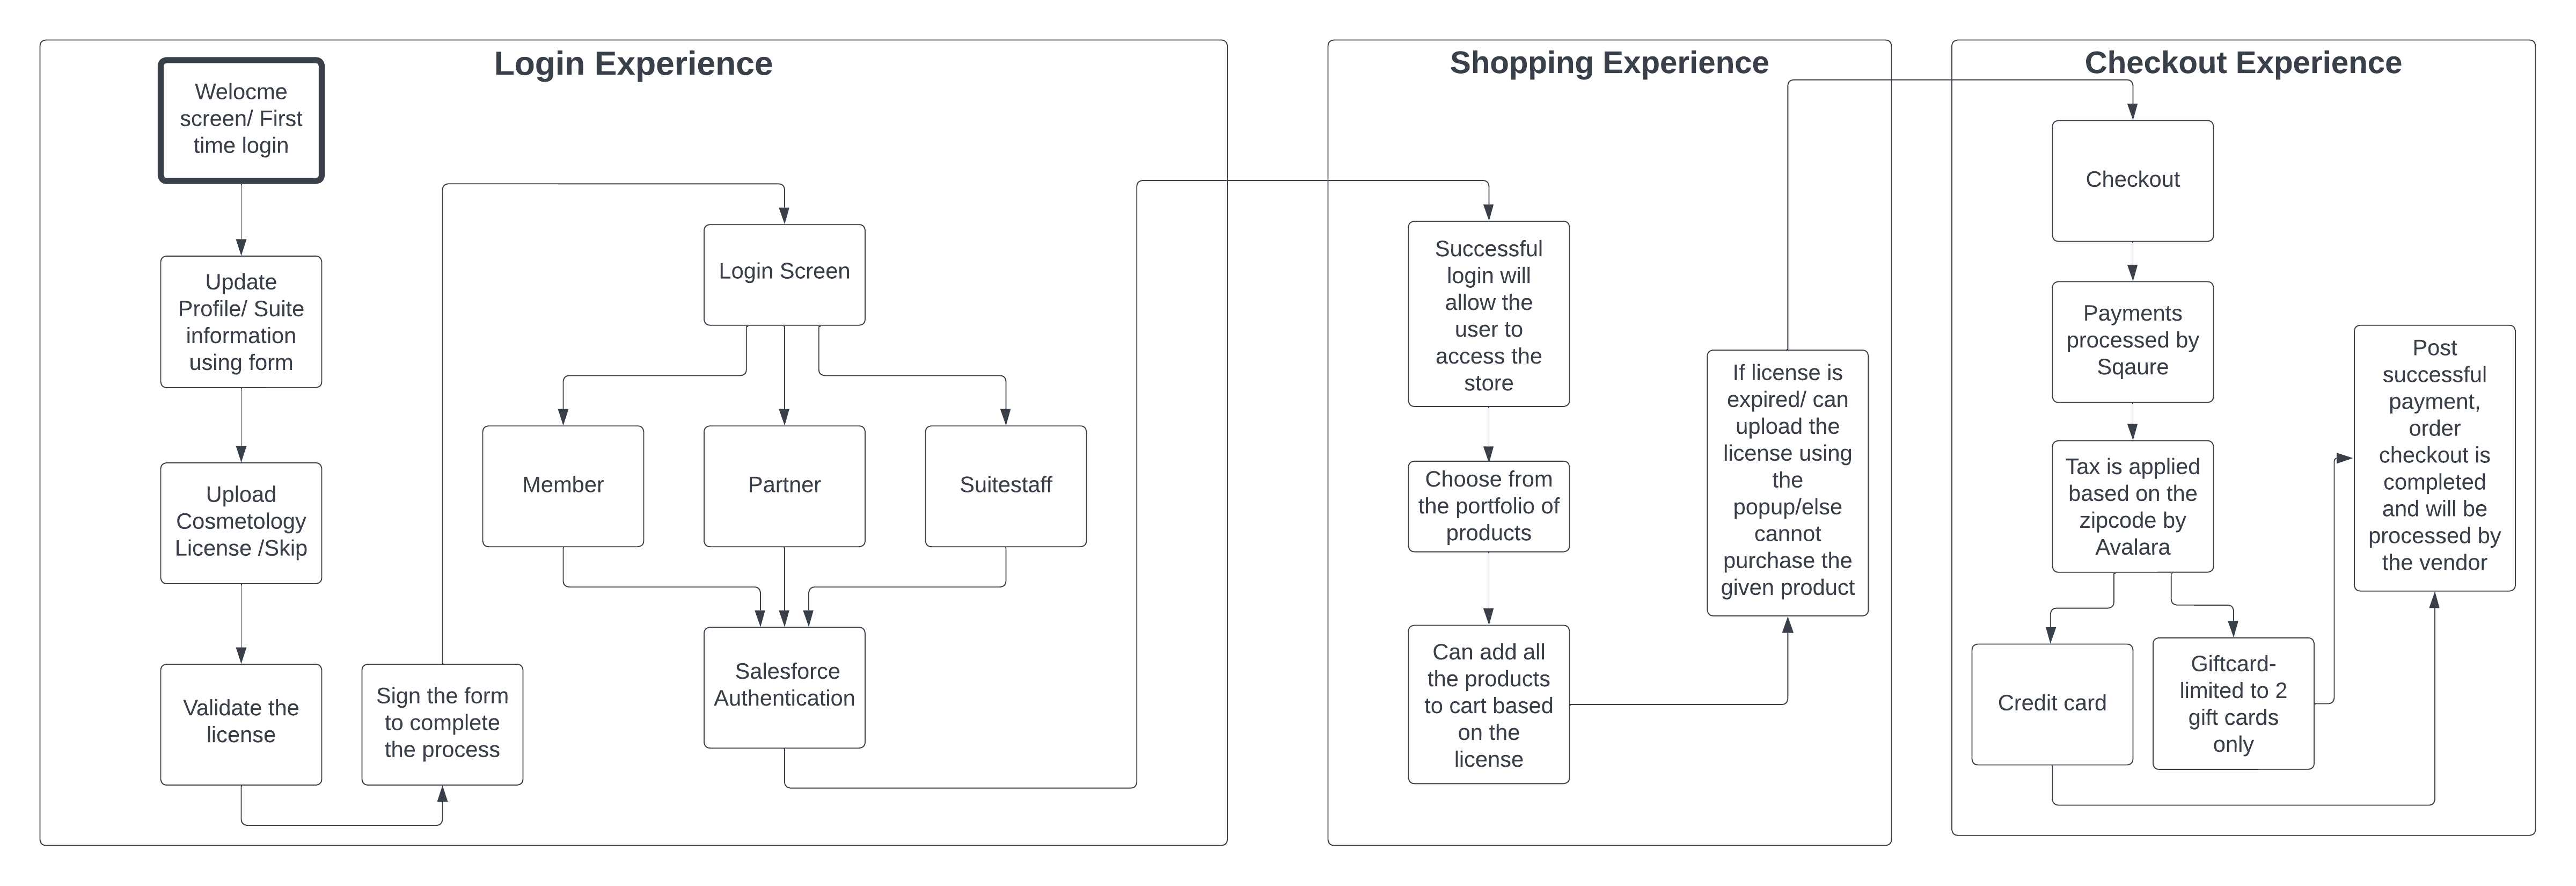 Login Experience
Welocme
screen/ First
time login
Update
Profile/ Suite
information
using form
Upload
Cosmetology
License /Skip
Validate the
license
Sign the form
to complete
the process
Login Screen
Member
Partner
Suitestaff
Salesforce
Authentication
Shopping Experience
Successful
login will
allow the
user to
access the
store
Choose from
the portfolio of
products
Can add all
the products
to cart based
on the
license
If license is
expired/ can
upload the
license using
the
popup/else
cannot
purchase the
given product
Checkout Experience
Checkout
Payments
processed by
Sqaure
Tax is applied
based on the
zipcode by
Avalara
Credit card
Giftcard-
limited to 2
gift cards
only
Post
successful
payment,
order
checkout is
completed
and will be
processed by
the vendor